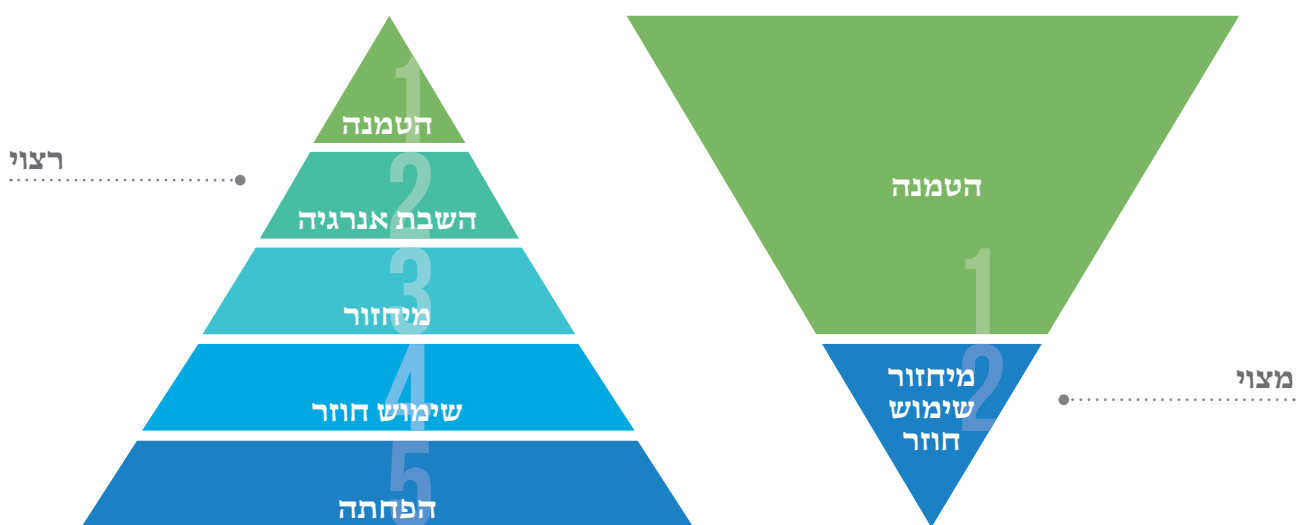 מצוי
1
הטמנה
2
מיחזור
שימוש
חוזר
רצוי
1
הטמנה
2
השבת אנרגיה
3
מיחזור
4
שימוש חוזר
5
הפחתה